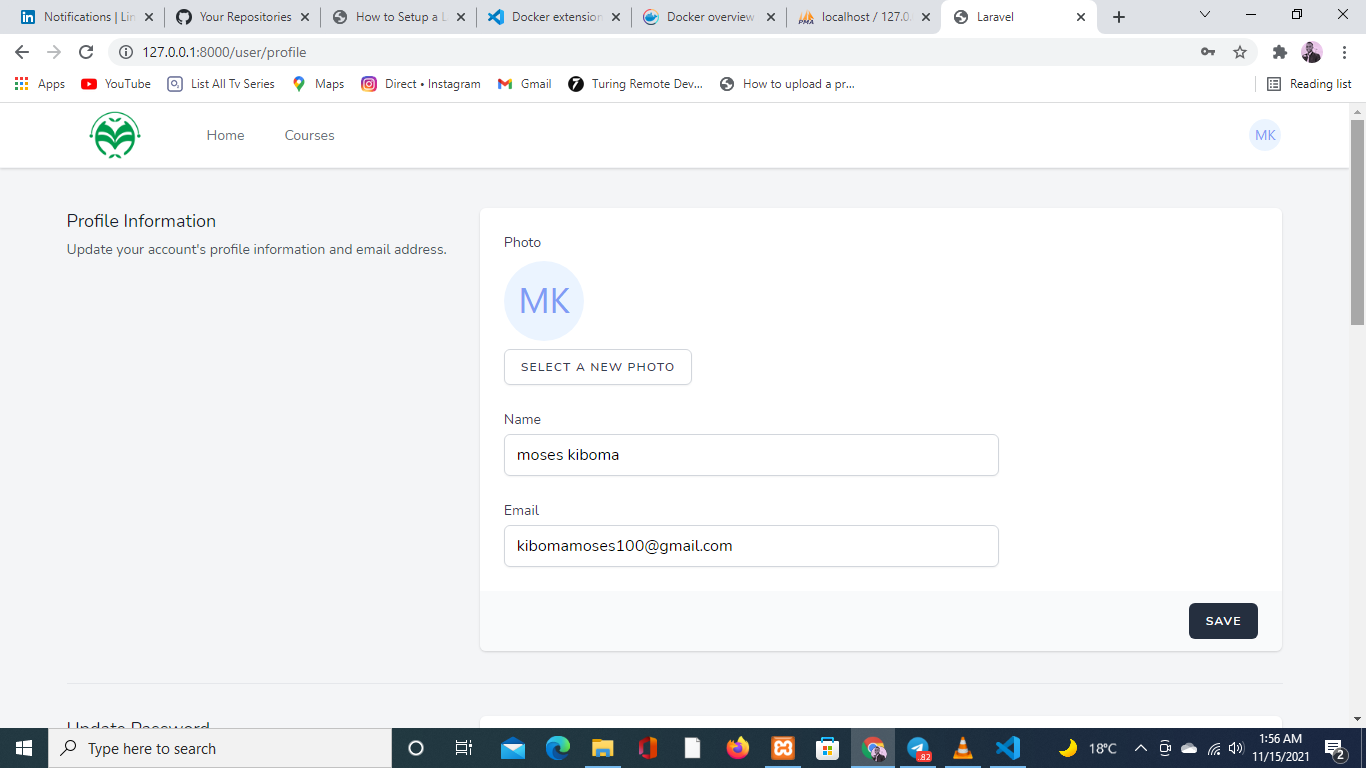 Notifications | Lin
Your Repositories
How to Setup a L
Docker extension
Docker overview
localhost / 127.0.
Laravel
127.0.0.1:8000/user/profile
Apps
YouTube
List All Tv Series
Maps
Direct • Instagram
Gmail
Turing Remote Dev...
How to upload a pr...
Reading list
Home
Courses
MK
Profile Information
Update your account's profile information and email address.
Photo
MK
SELECT A NEW PHOTO
Name
moses kiboma
Email
kibomamoses100@gmail.com
SAVE
Update Password
Type here to search
82
18°C
1:56 AM
11/15/2021
2